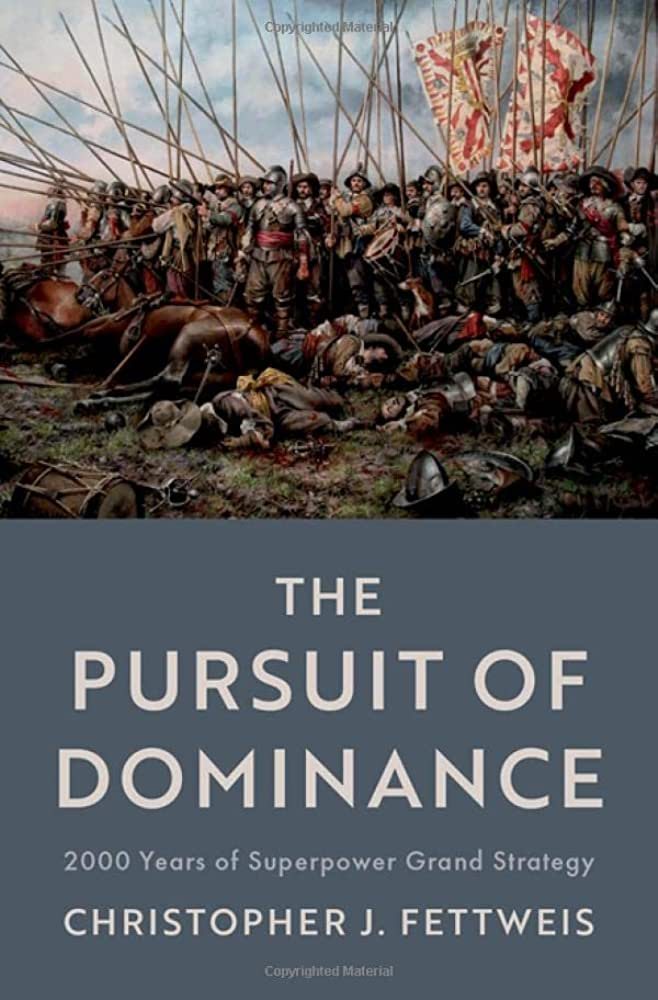 Copyrighted Material
THE
PURSUIT OF
DOMINANCE
2000 Years of Superpower Grand Strategy
CHRISTOPHER J. FETTWEIS
Copyrighted Material